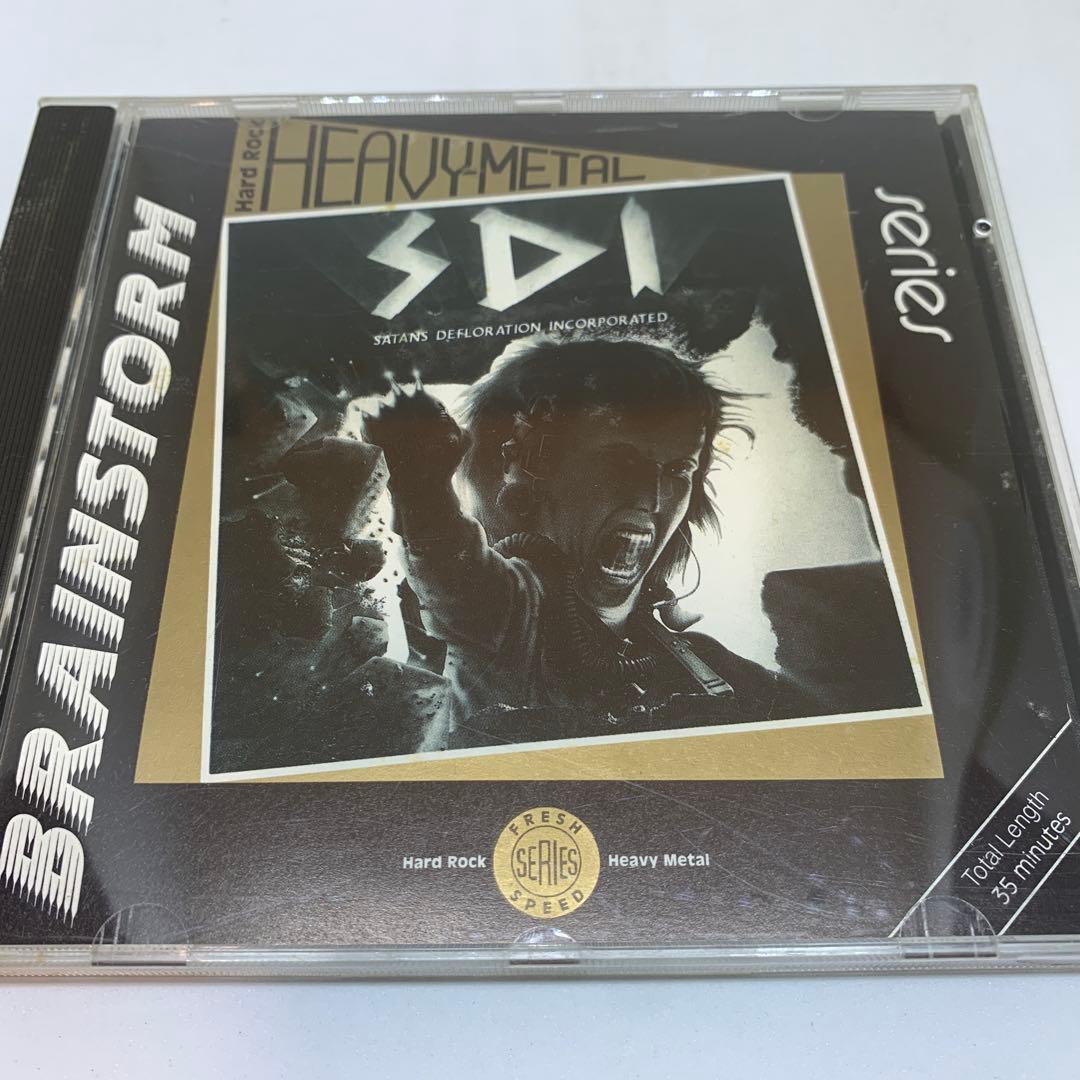 BRAINSTORM
series
Hard Rock
HEAVY-METAL
SDI
SATANS DEFLORATION INCORPORATED
Hard Rock
FRESH
SERIES
SPEED
Heavy Metal
Total Length
35 minutes